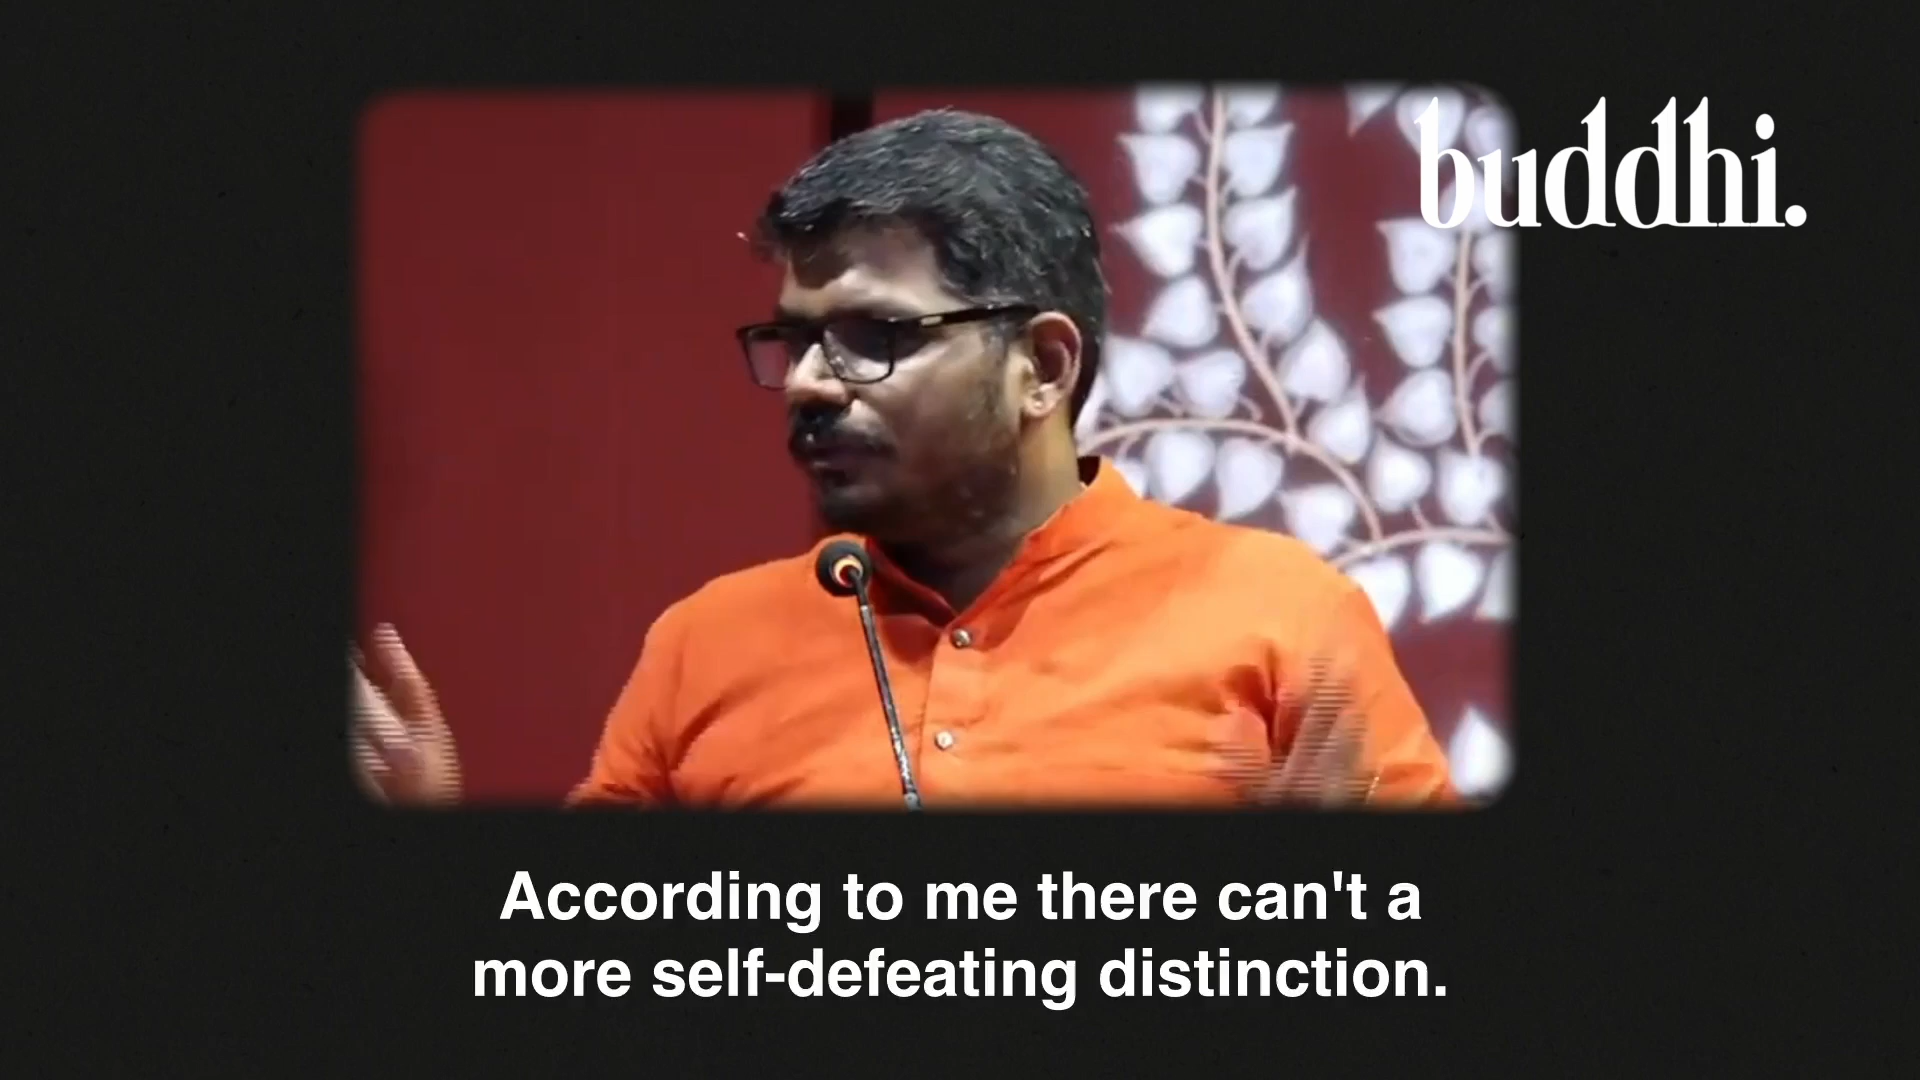 buddhi.
According to me there can't a
more self-defeating distinction.